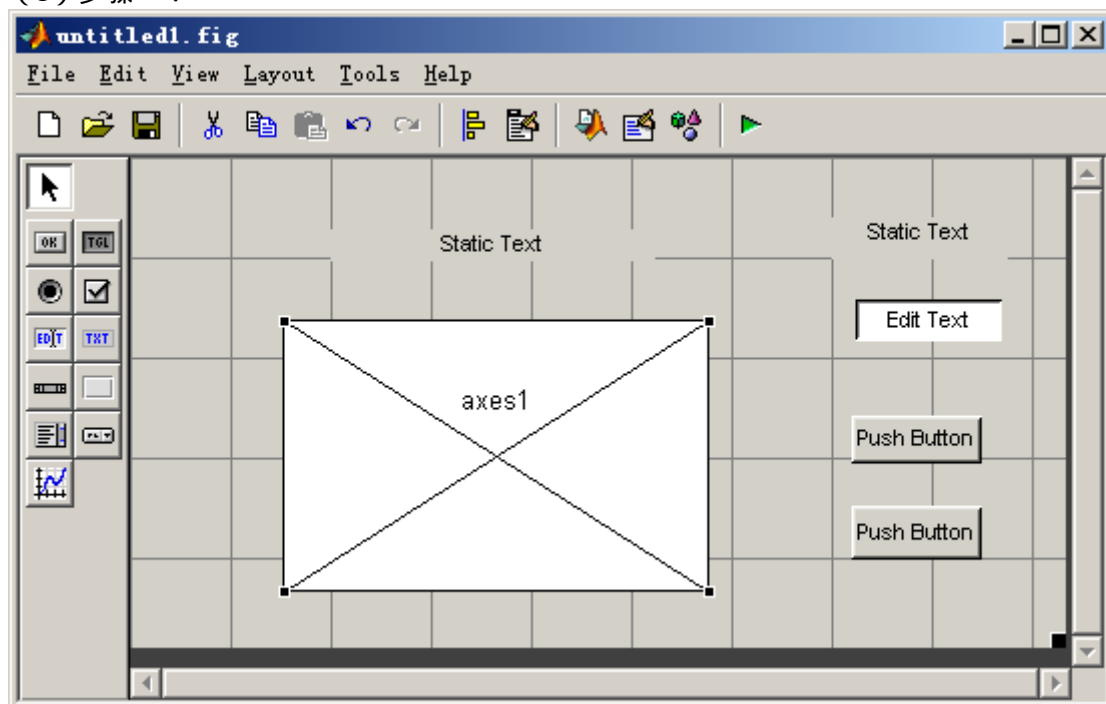 untitled1.fig
File Edit View Layout Tools Help
OK TGL
EDIT TXT
Static Text
Static Text
Edit Text
axes1
Push Button
Push Button